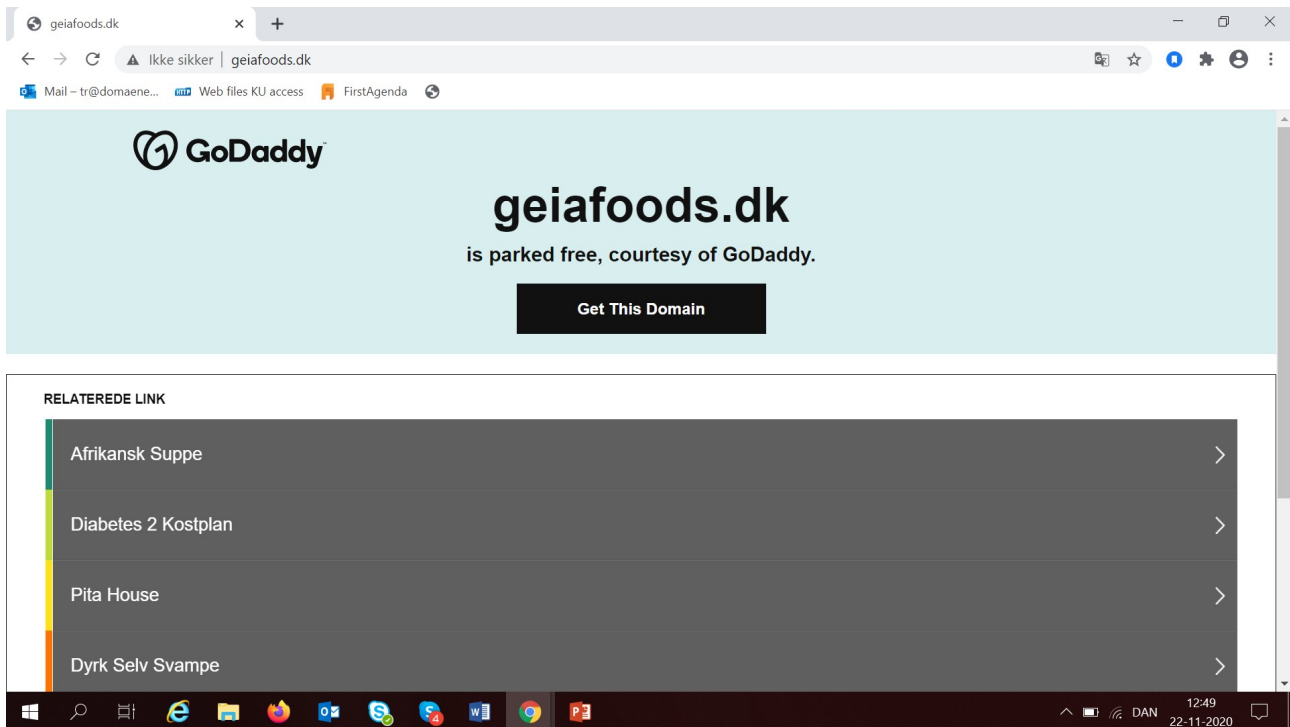 geiafoods.dk
Ikke sikker | geiafoods.dk
Mail – tr@domaene... Web files KU access FirstAgenda
GoDaddy
geiafoods.dk
is parked free, courtesy of GoDaddy.
Get This Domain
RELATEREDE LINK
Afrikansk Suppe
Diabetes 2 Kostplan
Pita House
Dyrk Selv Svampe
DAN
12:49
22-11-2020